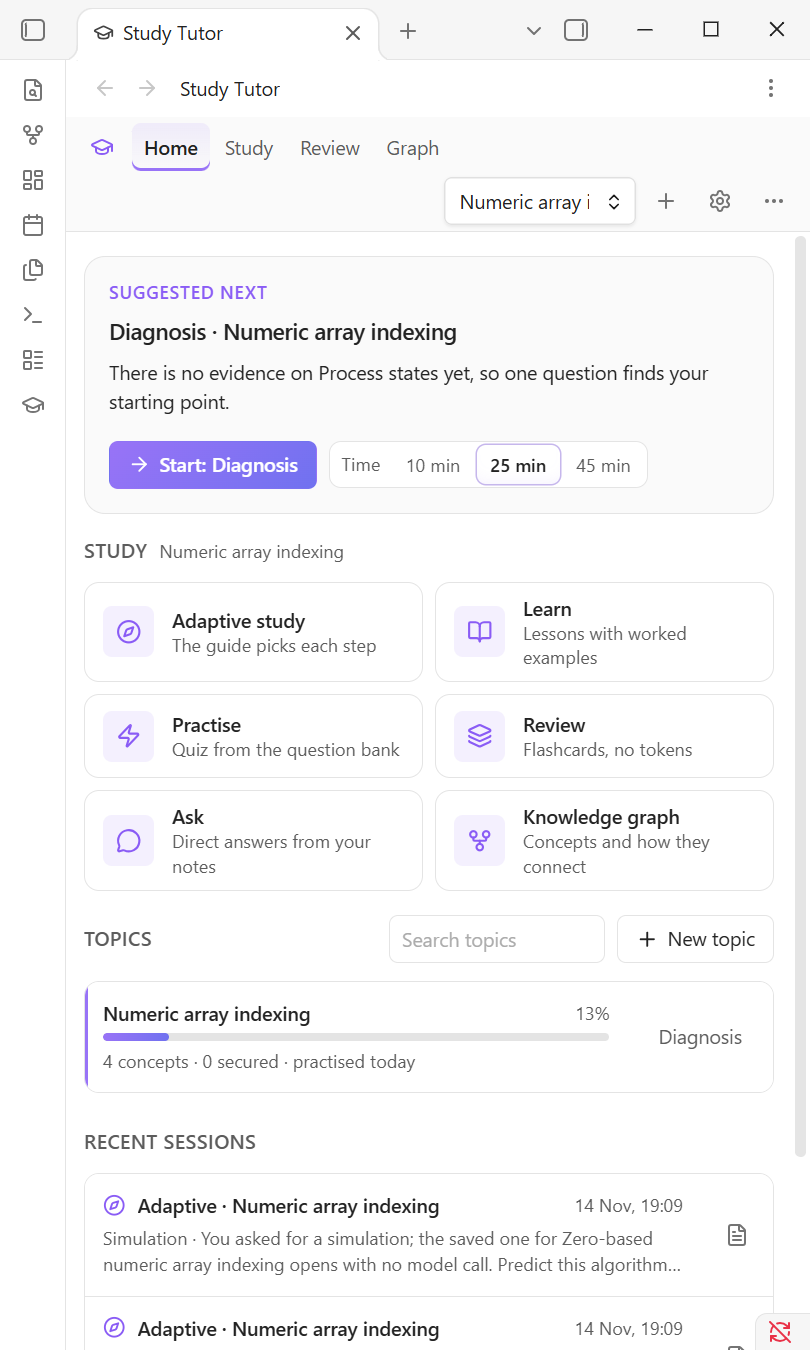 Study Tutor
Study Tutor
Home Study Review Graph
Numeric array i
SUGGESTED NEXT
Diagnosis · Numeric array indexing
There is no evidence on Process states yet, so one question finds your
starting point.
Start: Diagnosis Time 10 min 25 min 45 min
STUDY Numeric array indexing
Adaptive study
The guide picks each step
Learn
Lessons with worked
examples
Practise
Quiz from the question bank
Review
Flashcards, no tokens
Ask
Direct answers from your
notes
Knowledge graph
Concepts and how they
connect
TOPICS Search topics New topic
Numeric array indexing 13%
4 concepts · 0 secured · practised today
Diagnosis
RECENT SESSIONS
Adaptive · Numeric array indexing 14 Nov, 19:09
Simulation · You asked for a simulation; the saved one for Zero-based
numeric array indexing opens with no model call. Predict this algorithm...
Adaptive · Numeric array indexing 14 Nov, 19:09